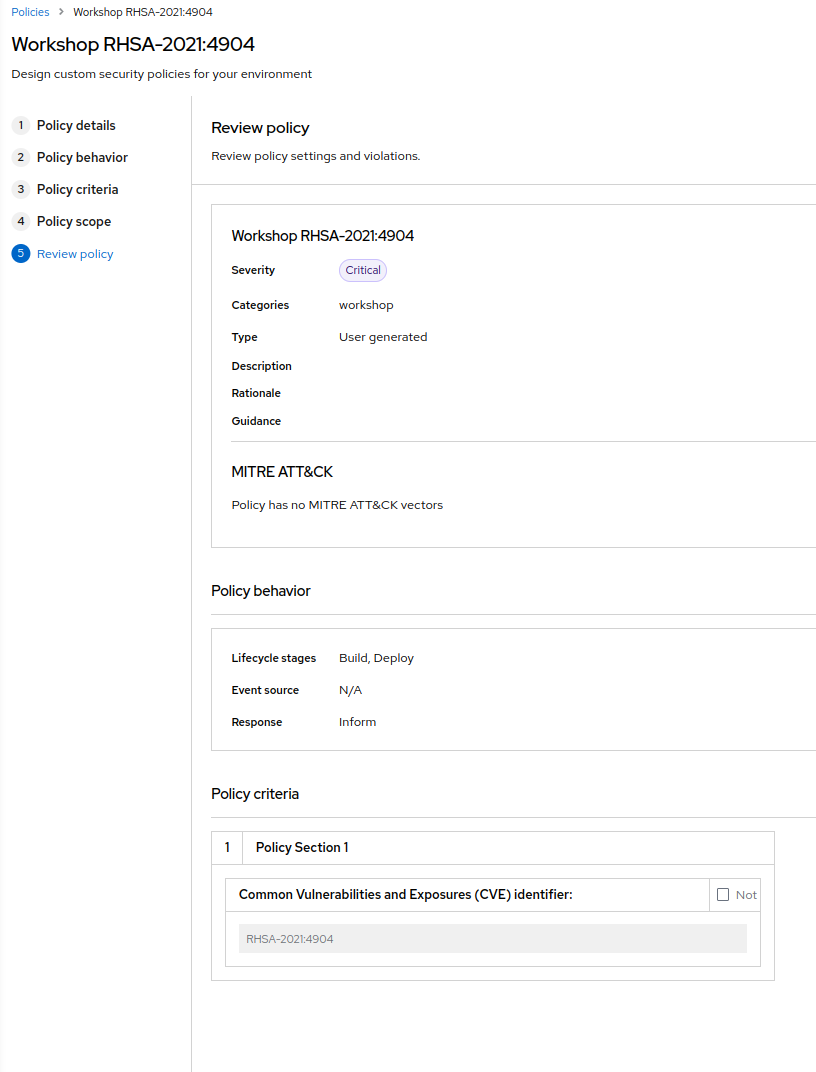 Policies > Workshop RHSA-2021:4904
Workshop RHSA-2021:4904
Design custom security policies for your environment
1 Policy details
2 Policy behavior
3 Policy criteria
4 Policy scope
5 Review policy
Review policy
Review policy settings and violations.
Workshop RHSA-2021:4904
Severity Critical
Categories workshop
Type User generated
Description
Rationale
Guidance
MITRE ATT&CK
Policy has no MITRE ATT&CK vectors
Policy behavior
Lifecycle stages Build, Deploy
Event source N/A
Response Inform
Policy criteria
1 Policy Section 1
Common Vulnerabilities and Exposures (CVE) identifier: Not
RHSA-2021:4904